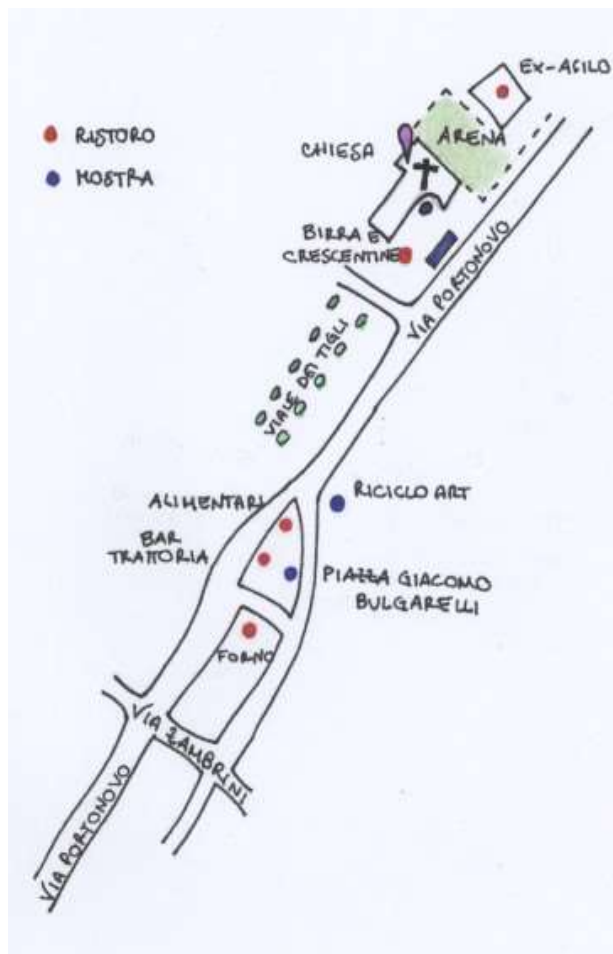 EX-ASILO
RISTORO
MOSTRA
ARENA
CHIESA
BIRRA E
CRESCENTINE
VIA PORTONOVO
VIALE DEI TIGLI
ALIMENTARI
RICICLO ART
BAR
TRATTORIA
PIAZZA GIACOMO
BULGARELLI
FORNO
VIA ZAMBRINI
VIA PORTONOVO